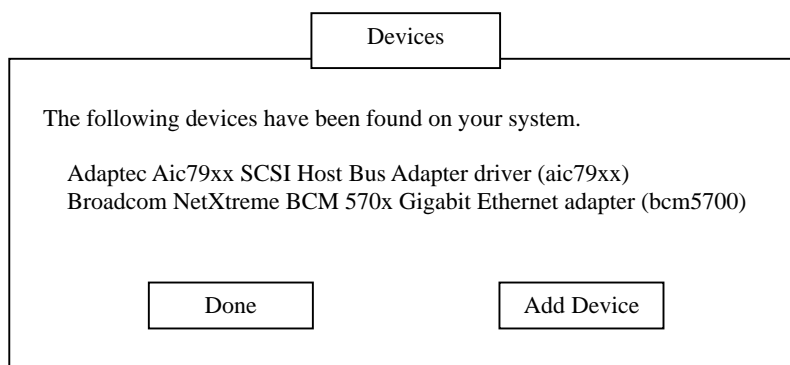 Devices
The following devices have been found on your system.
Adaptec Aic79xx SCSI Host Bus Adapter driver (aic79xx)
Broadcom NetXtreme BCM 570x Gigabit Ethernet adapter (bcm5700)
Done
Add Device